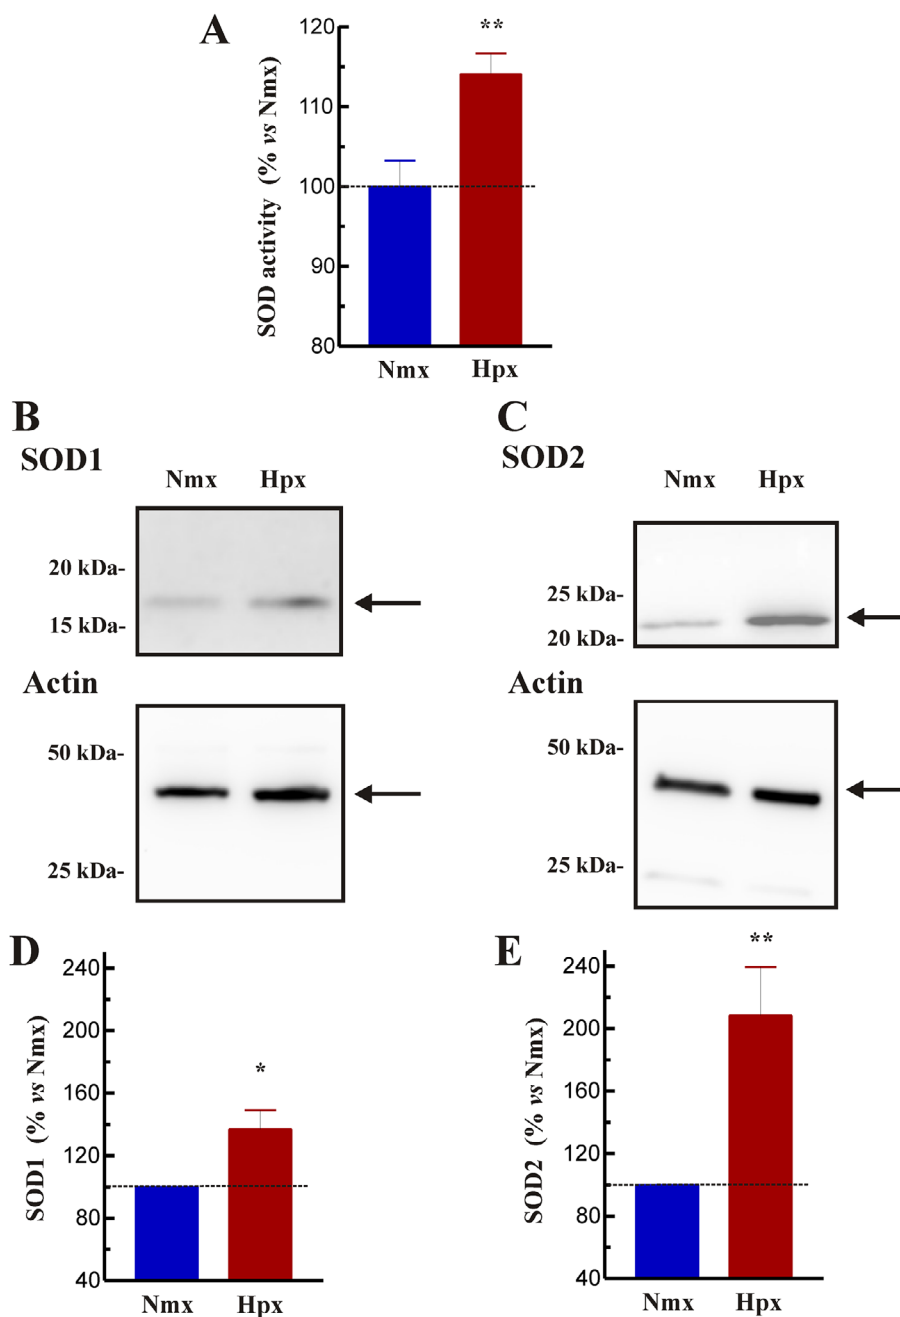 A
SOD activity (% vs Nmx)
120
110
100
90
80
**
Nmx Hpx
B
SOD1
Nmx Hpx
20 kDa-
15 kDa-
Actin
50 kDa-
25 kDa-
C
SOD2
Nmx Hpx
25 kDa-
20 kDa-
Actin
50 kDa-
25 kDa-
D
SOD1 (% vs Nmx)
240
200
160
120
80
40
*
Nmx Hpx
E
SOD2 (% vs Nmx)
240
200
160
120
80
40
**
Nmx Hpx